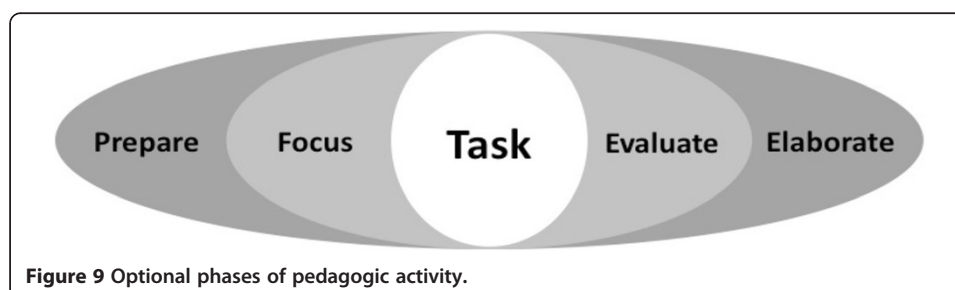 Prepare Focus Task Evaluate Elaborate
Figure 9 Optional phases of pedagogic activity.